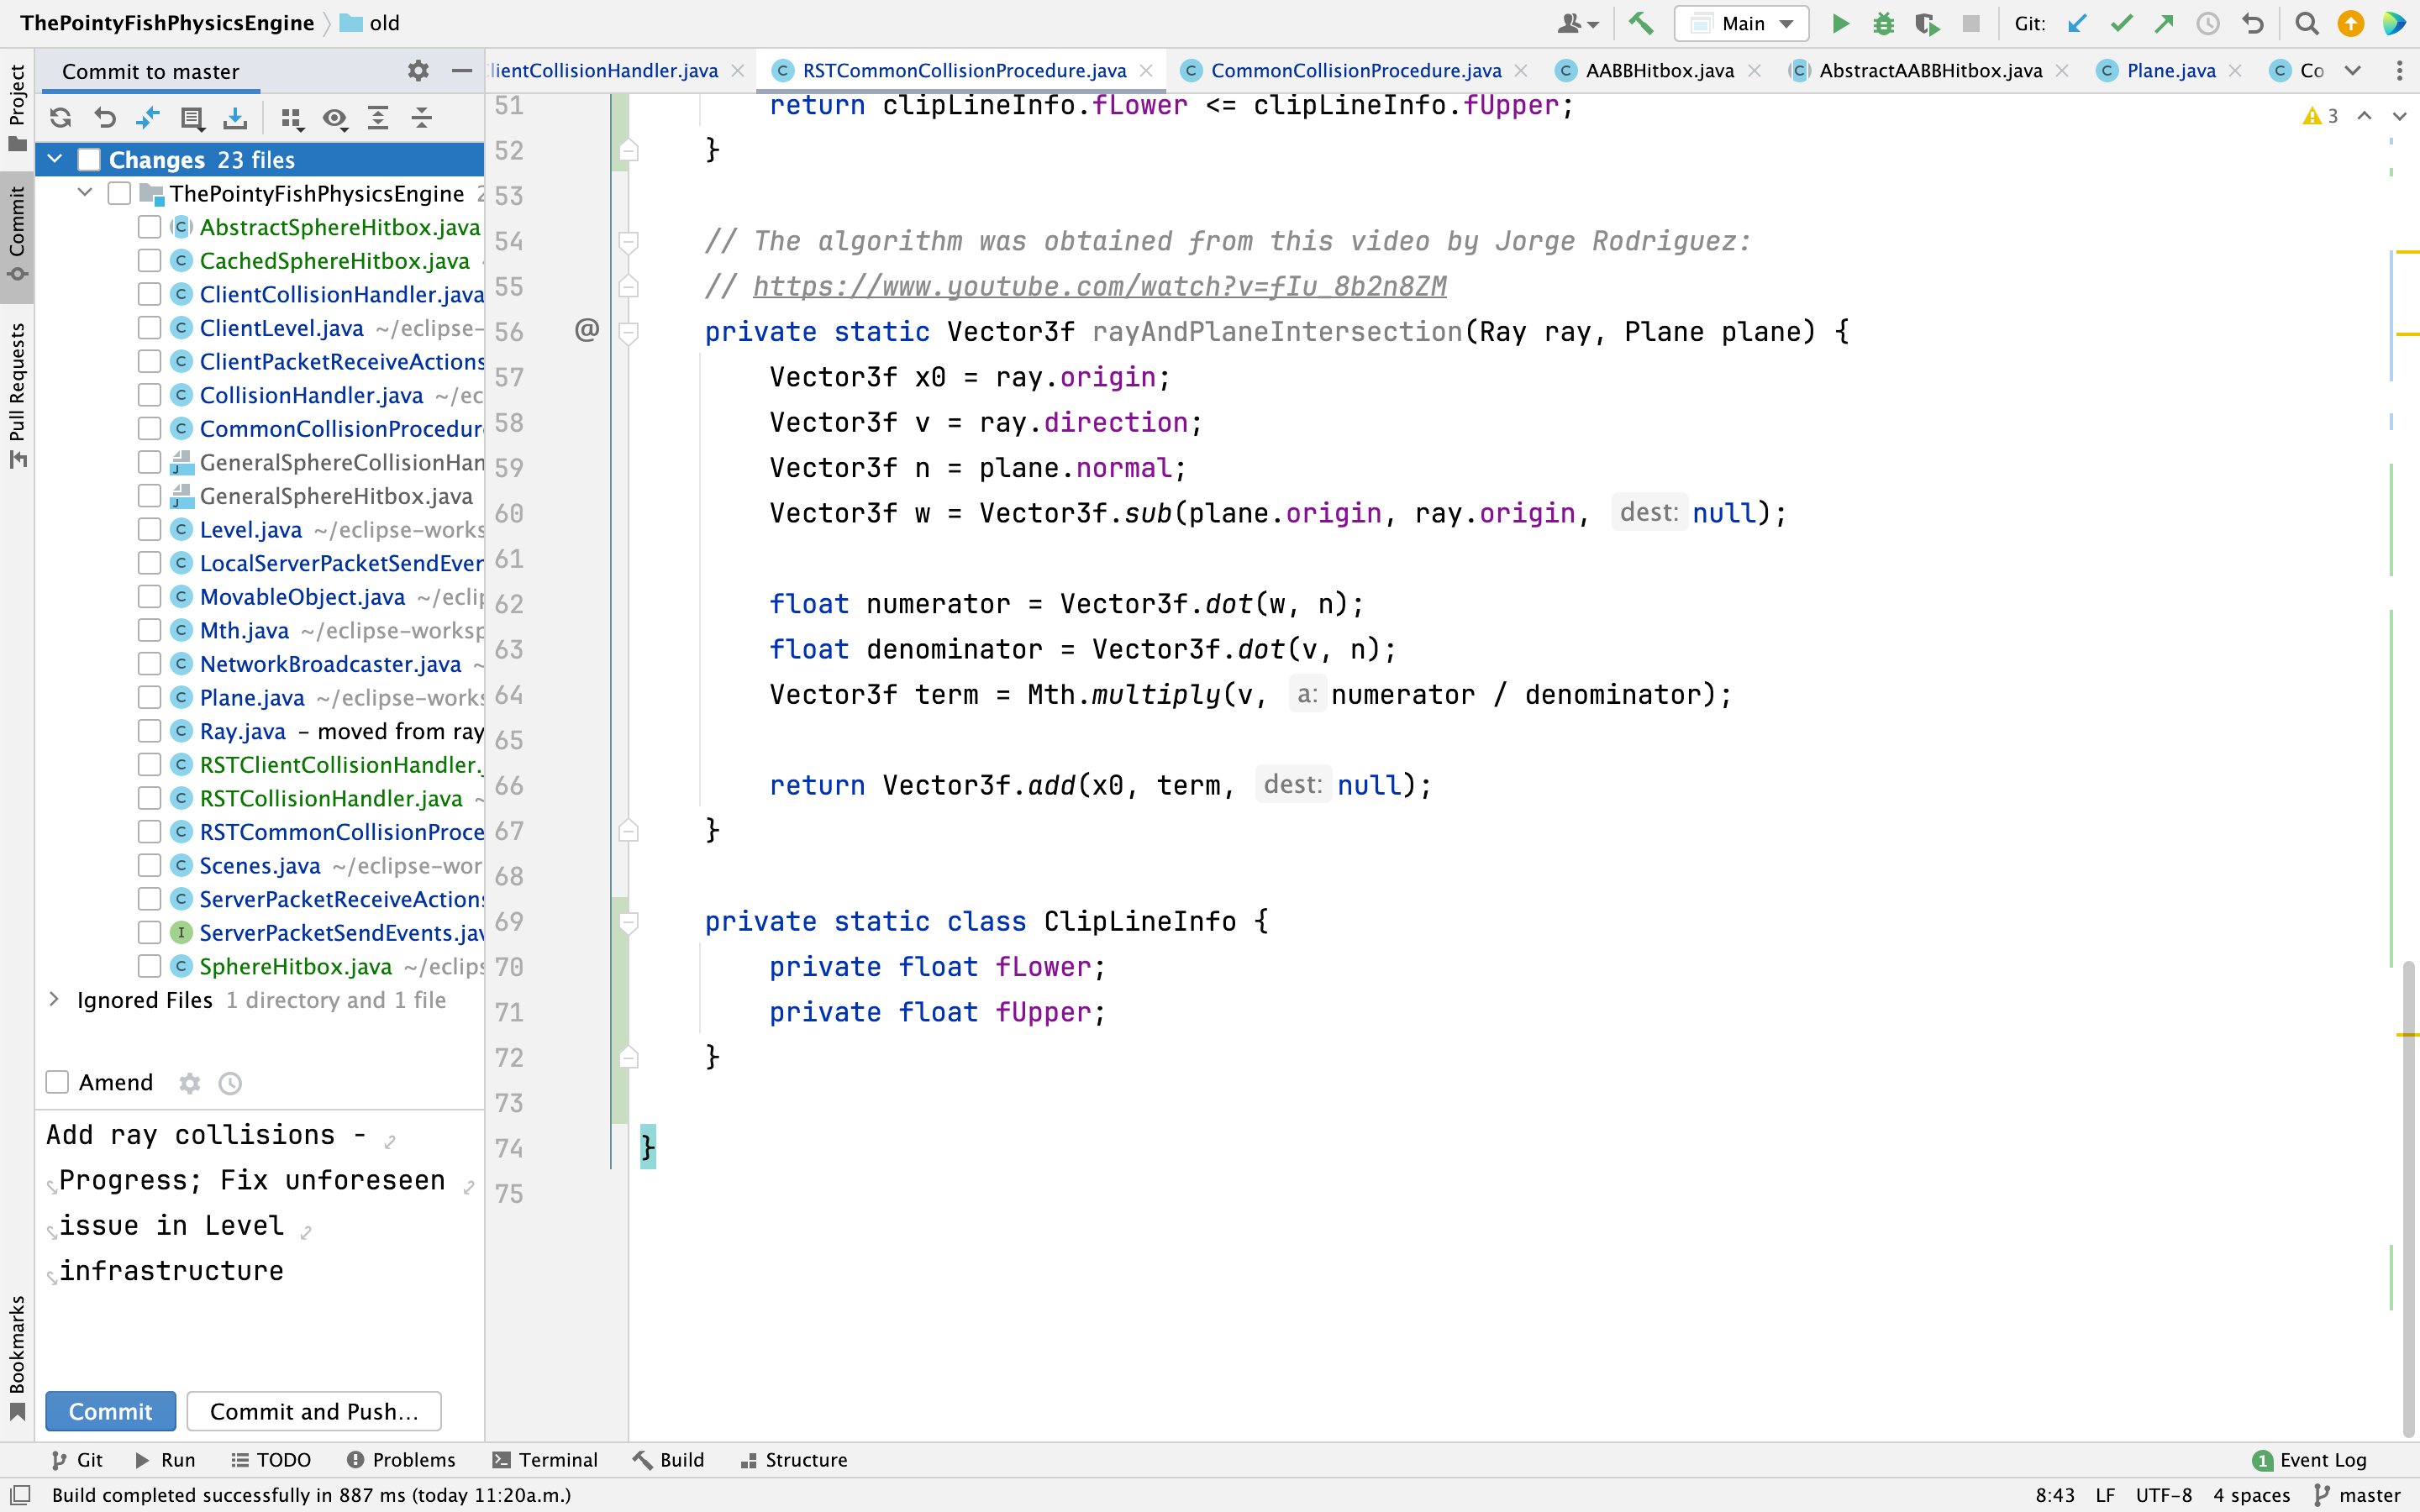 ThePointyFishPhysicsEngine old
Main
Git:
Commit to master
lientCollisionHandler.java
RSTCommonCollisionProcedure.java
CommonCollisionProcedure.java
AABBHitbox.java
AbstractAABBHitbox.java
Plane.java
Co
Project
Commit
Pull Requests
Bookmarks
Changes 23 files
ThePointyFishPhysicsEngine
AbstractSphereHitbox.java
CachedSphereHitbox.java
ClientCollisionHandler.java
ClientLevel.java ~/eclipse-
ClientPacketReceiveActions
CollisionHandler.java ~/ec
CommonCollisionProcedur
GeneralSphereCollisionHan
GeneralSphereHitbox.java
Level.java ~/eclipse-works
LocalServerPacketSendEver
MovableObject.java ~/eclip
Mth.java ~/eclipse-worksp
NetworkBroadcaster.java ~
Plane.java ~/eclipse-works
Ray.java – moved from ray
RSTClientCollisionHandler.
RSTCollisionHandler.java ~
RSTCommonCollisionProce
Scenes.java ~/eclipse-wor
ServerPacketReceiveActions
ServerPacketSendEvents.jav
SphereHitbox.java ~/eclips
Ignored Files 1 directory and 1 file
Amend
Add ray collisions -
Progress; Fix unforeseen
issue in Level
infrastructure
Commit
Commit and Push...
3
51 return clipLineInfo.fLower <= clipLineInfo.fUpper;
52 }
53
54 // The algorithm was obtained from this video by Jorge Rodriguez:
55 // https://www.youtube.com/watch?v=fIu_8b2n8ZM
56 @ private static Vector3f rayAndPlaneIntersection(Ray ray, Plane plane) {
57 Vector3f x0 = ray.origin;
58 Vector3f v = ray.direction;
59 Vector3f n = plane.normal;
60 Vector3f w = Vector3f.sub(plane.origin, ray.origin, dest: null);
61
62 float numerator = Vector3f.dot(w, n);
63 float denominator = Vector3f.dot(v, n);
64 Vector3f term = Mth.multiply(v, a: numerator / denominator);
65
66 return Vector3f.add(x0, term, dest: null);
67 }
68
69 private static class ClipLineInfo {
70 private float fLower;
71 private float fUpper;
72 }
73
74 }
75
Git Run TODO Problems Terminal Build Structure
1 Event Log
Build completed successfully in 887 ms (today 11:20a.m.)
8:43 LF UTF-8 4 spaces master